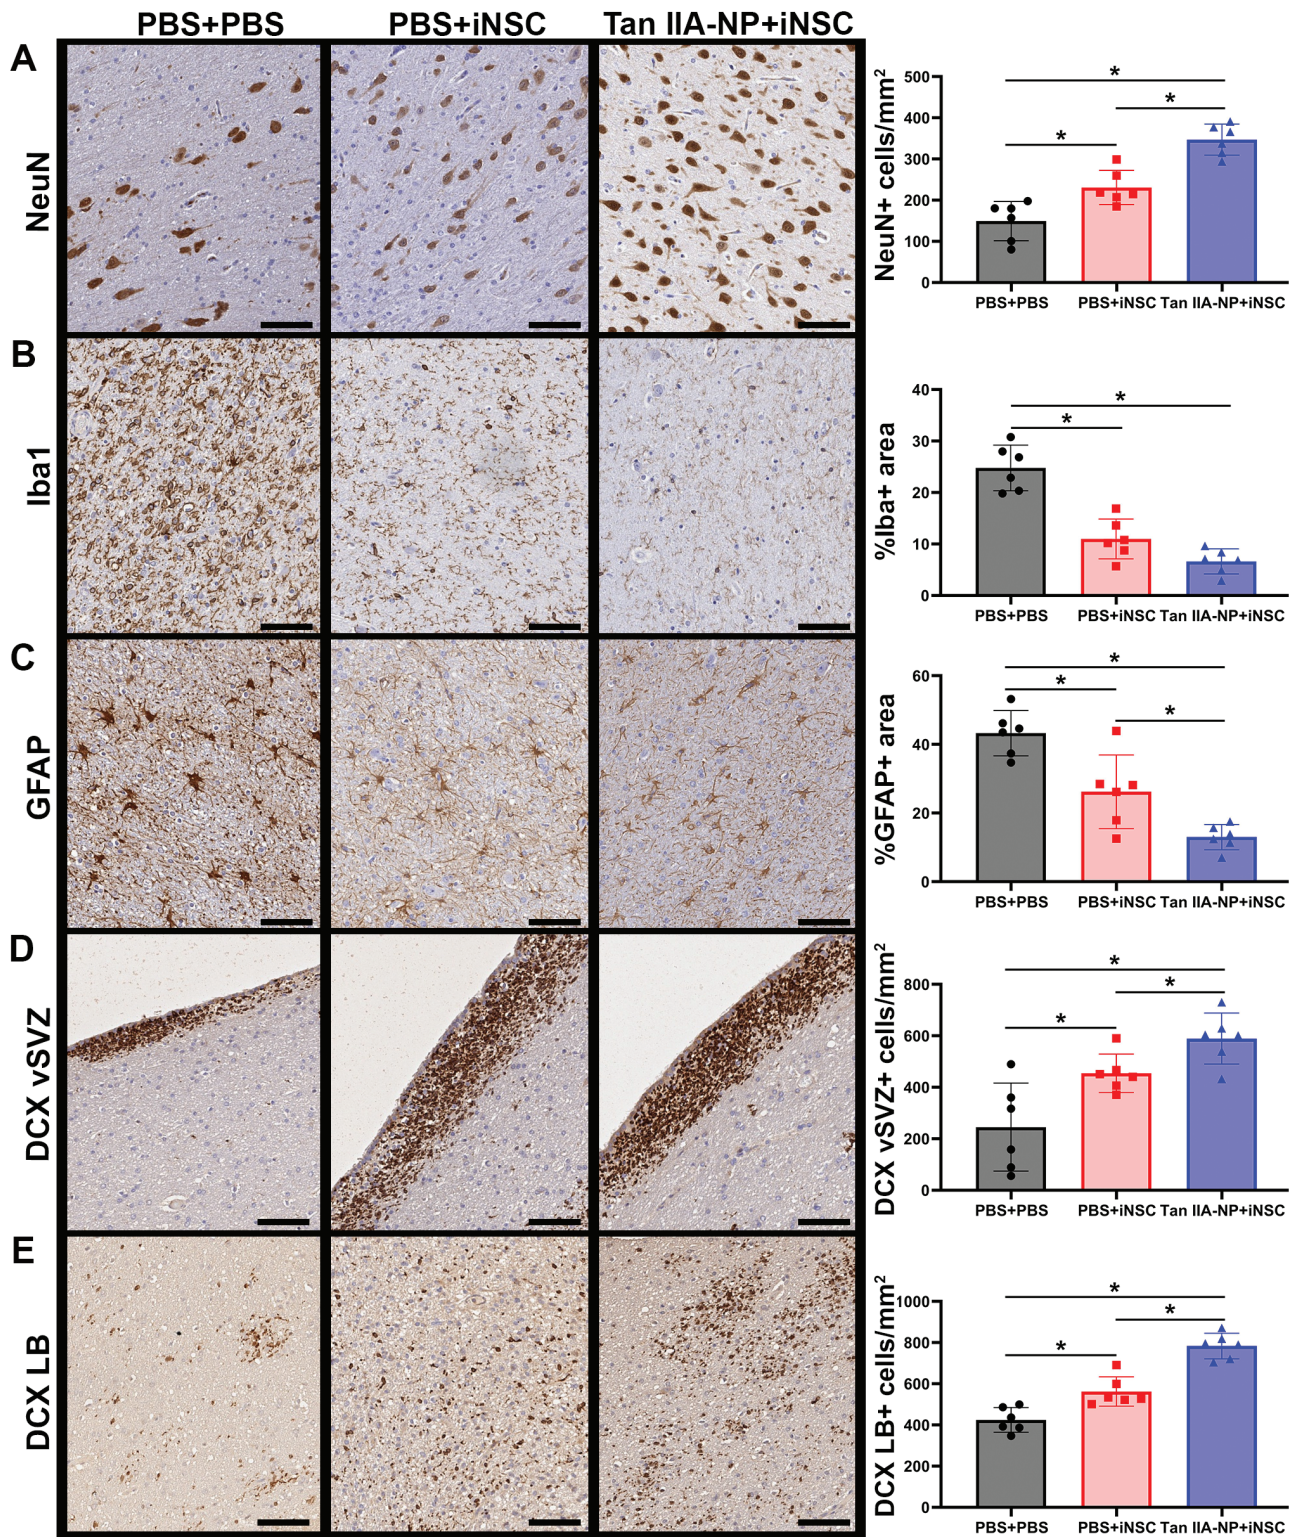 PBS+PBS PBS+iNSC Tan IIA-NP+iNSC
A
NeuN
NeuN+ cells/mm²
500
400
300
200
100
0
*
*
*
PBS+PBS PBS+iNSC Tan IIA-NP+iNSC
B
Iba1
%Iba+ area
40
30
20
10
0
*
*
PBS+PBS PBS+iNSC Tan IIA-NP+iNSC
C
GFAP
%GFAP+ area
60
40
20
0
*
*
*
PBS+PBS PBS+iNSC Tan IIA-NP+iNSC
D
DCX vSVZ
DCX vSVZ+ cells/mm²
800
600
400
200
0
*
*
*
PBS+PBS PBS+iNSC Tan IIA-NP+iNSC
E
DCX LB
DCX LB+ cells/mm²
1000
800
600
400
200
0
*
*
*
PBS+PBS PBS+iNSC Tan IIA-NP+iNSC